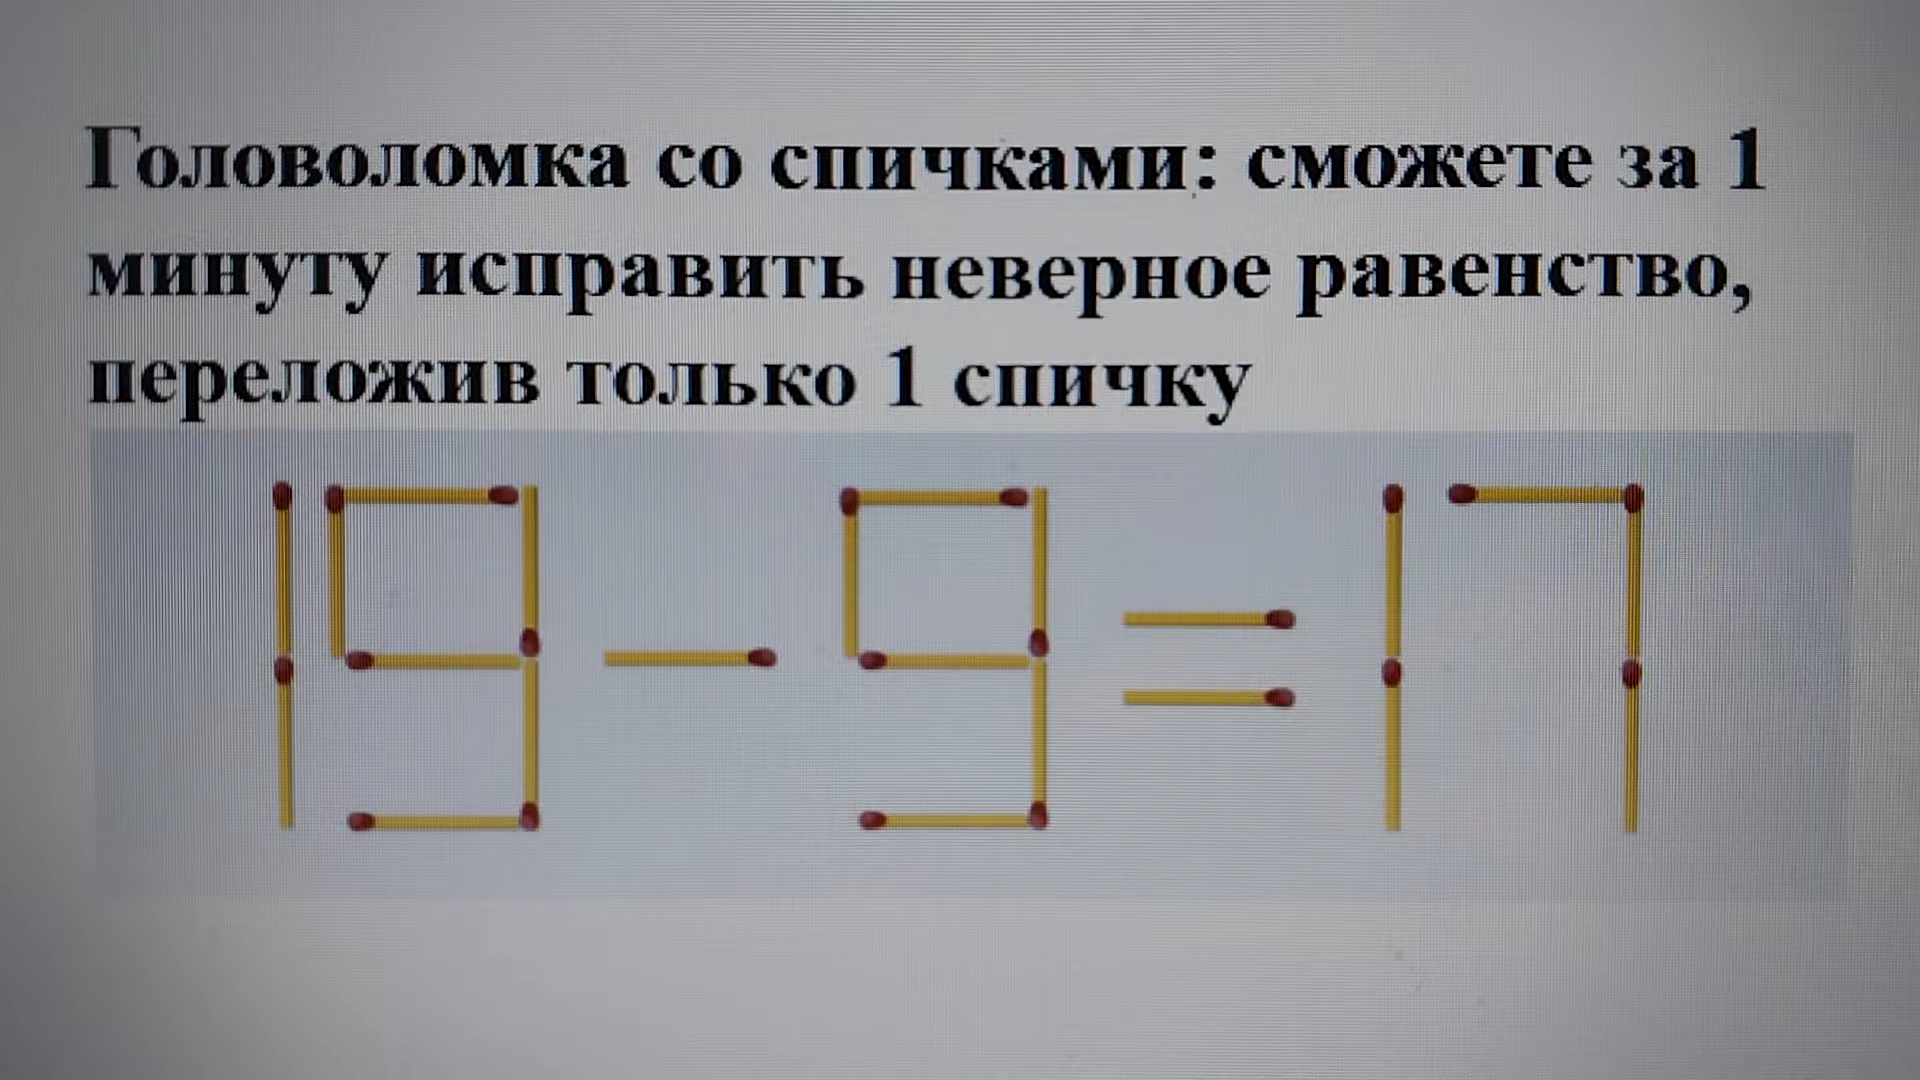 Головоломка со спичками: сможете за 1
минуту исправить неверное равенство,
переложив только 1 спичку
19-9=17